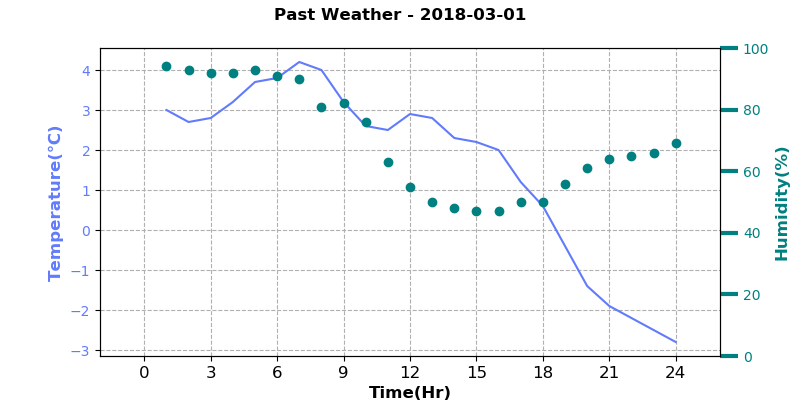 Past Weather - 2018-03-01
Temperature(°C)
4
3
2
1
0
−1
−2
−3
100
80
60
40
20
0
Humidity(%)
0 3 6 9 12 15 18 21 24
Time(Hr)